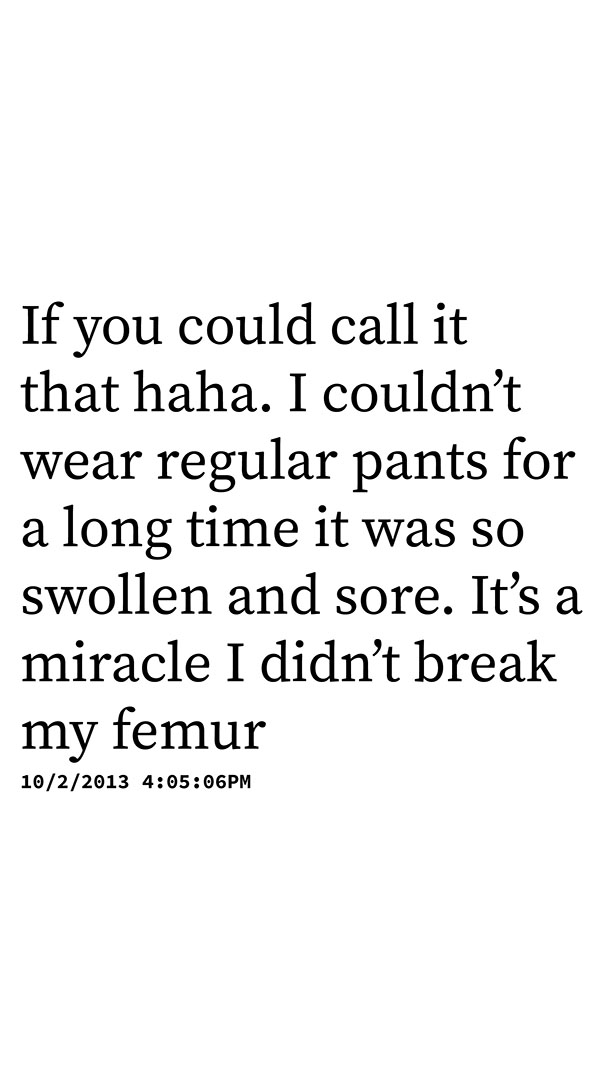 If you could call it
that haha. I couldn’t
wear regular pants for
a long time it was so
swollen and sore. It’s a
miracle I didn’t break
my femur
10/2/2013 4:05:06PM